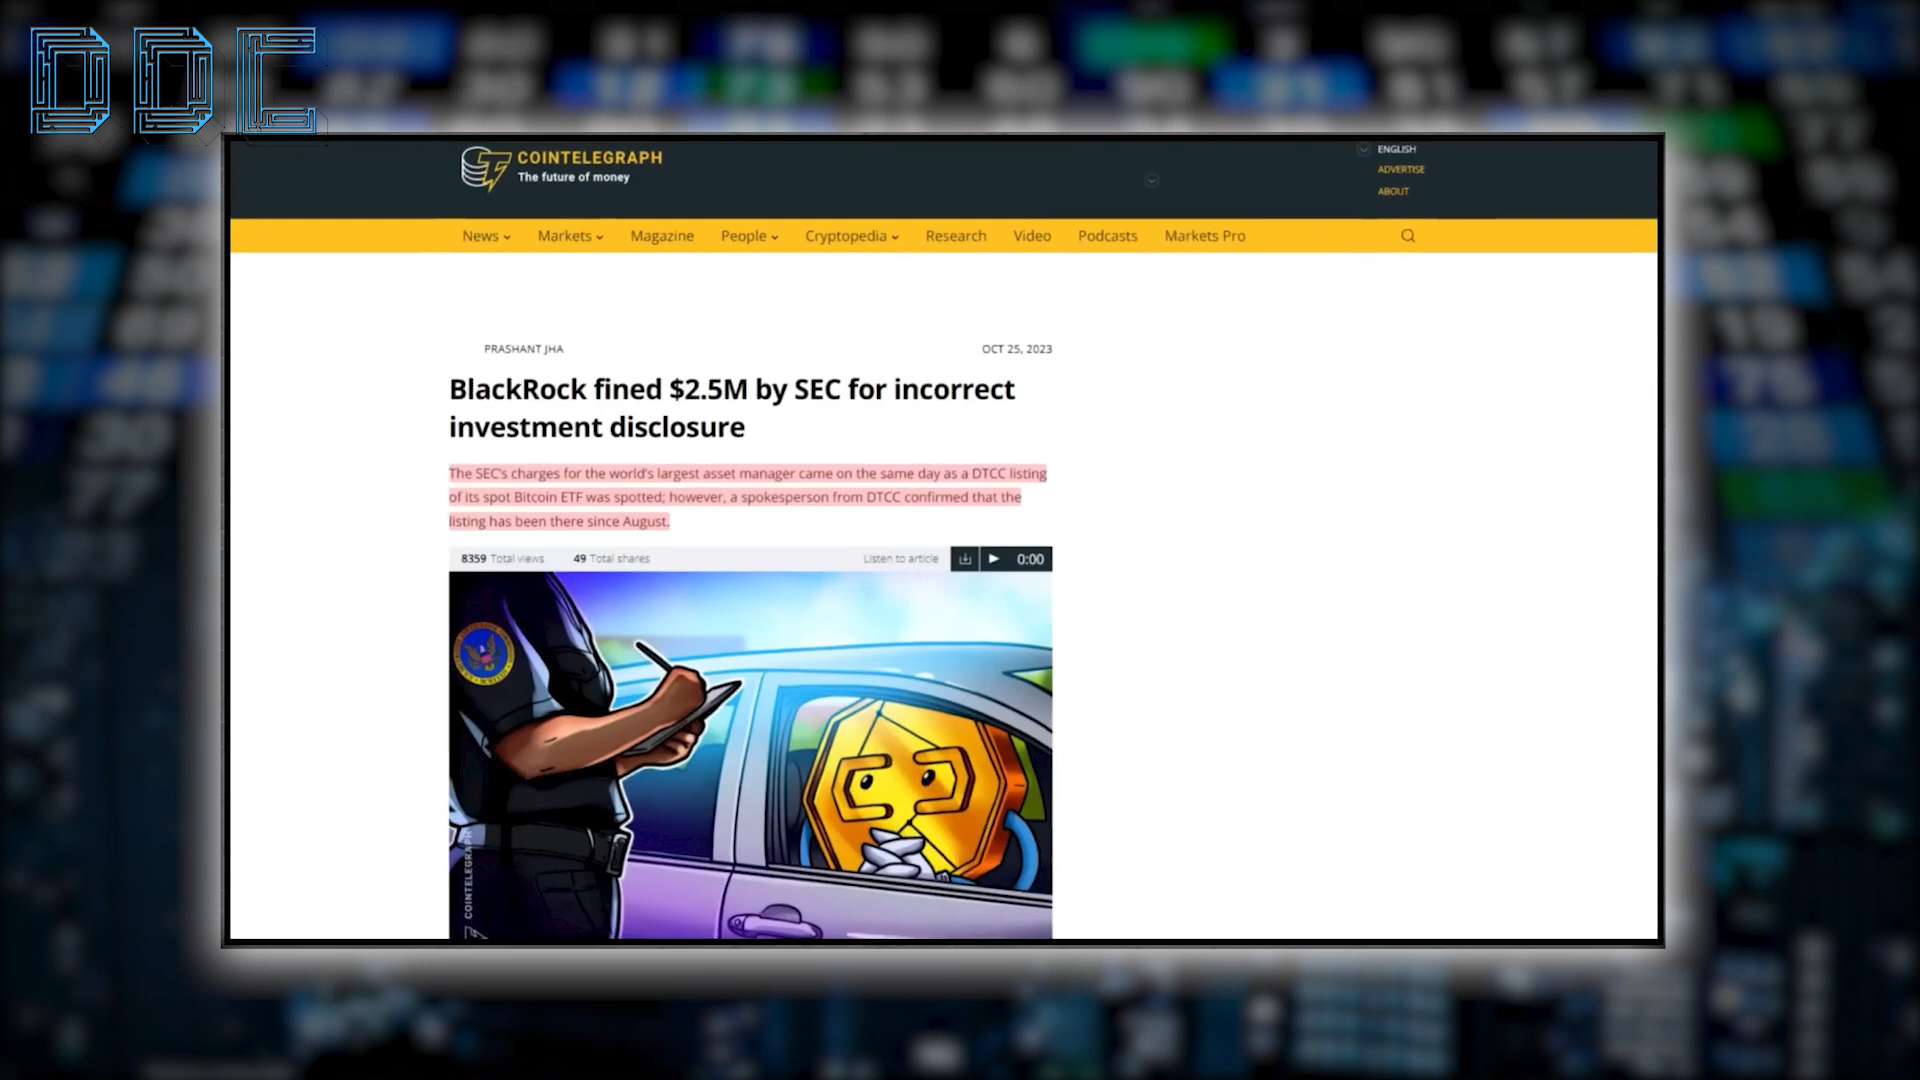 DDC
COINTELEGRAPH
The future of money
ENGLISH
ADVERTISE
ABOUT
News Markets Magazine People Cryptopedia Research Video Podcasts Markets Pro
PRASHANT JHA OCT 25, 2023
BlackRock fined $2.5M by SEC for incorrect
investment disclosure
The SEC's charges for the world's largest asset manager came on the same day as a DTCC listing
of its spot Bitcoin ETF was spotted; however, a spokesperson from DTCC confirmed that the
listing has been there since August.
8359 Total views 49 Total shares Listen to article 0:00
COINTELEGRAPH